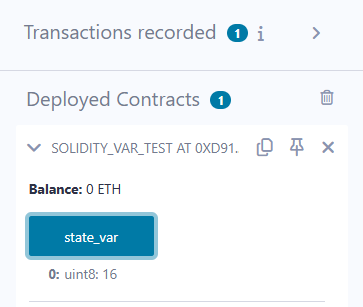 Transactions recorded 1 i
Deployed Contracts 1
SOLIDITY_VAR_TEST AT 0XD91.
Balance: 0 ETH
state_var
0: uint8: 16